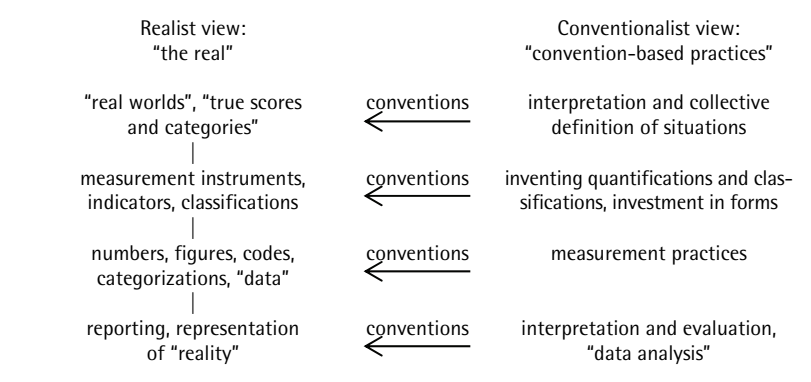 Realist view:
"the real"
Conventionalist view:
"convention-based practices"
"real worlds", "true scores
and categories"
conventions
interpretation and collective
definition of situations
measurement instruments,
indicators, classifications
conventions
inventing quantifications and clas-
sifications, investment in forms
numbers, figures, codes,
categorizations, "data"
conventions
measurement practices
reporting, representation
of "reality"
conventions
interpretation and evaluation,
"data analysis"